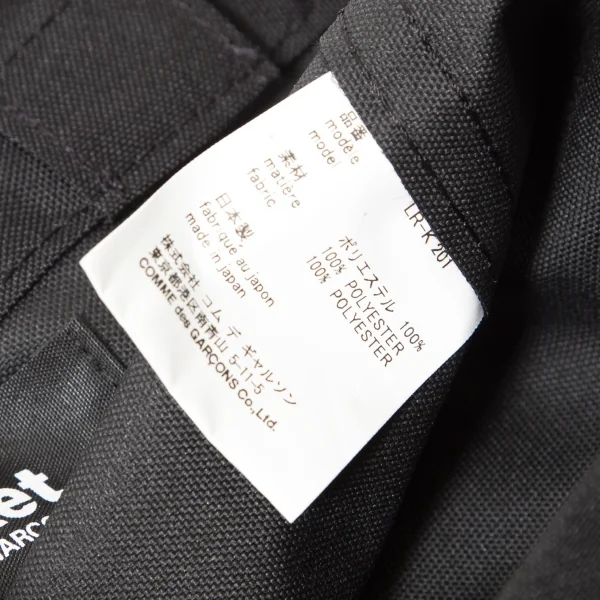 品番
modèle
model
LR-K 201
素材
matière
fabric
ポリエステル 100%
100% POLYESTER
100% POLYESTER
日本製
fabriqué au japon
made in japan
株式会社 コム デ ギャルソン
東京都港区南青山 5-11-5
COMME des GARÇONS Co.,Ltd.
ket
GARÇ